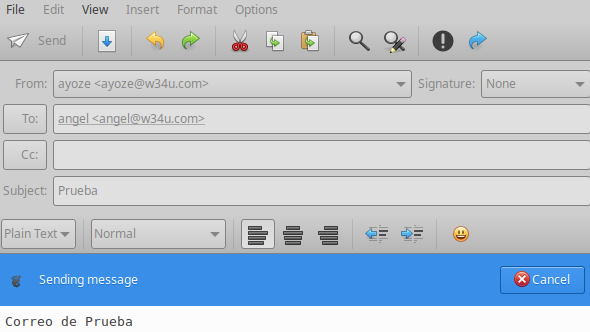 File Edit View Insert Format Options
Send
From: ayoze <ayoze@w34u.com> Signature: None
To: angel <angel@w34u.com>
Cc:
Subject: Prueba
Plain Text Normal
Sending message Cancel
Correo de Prueba